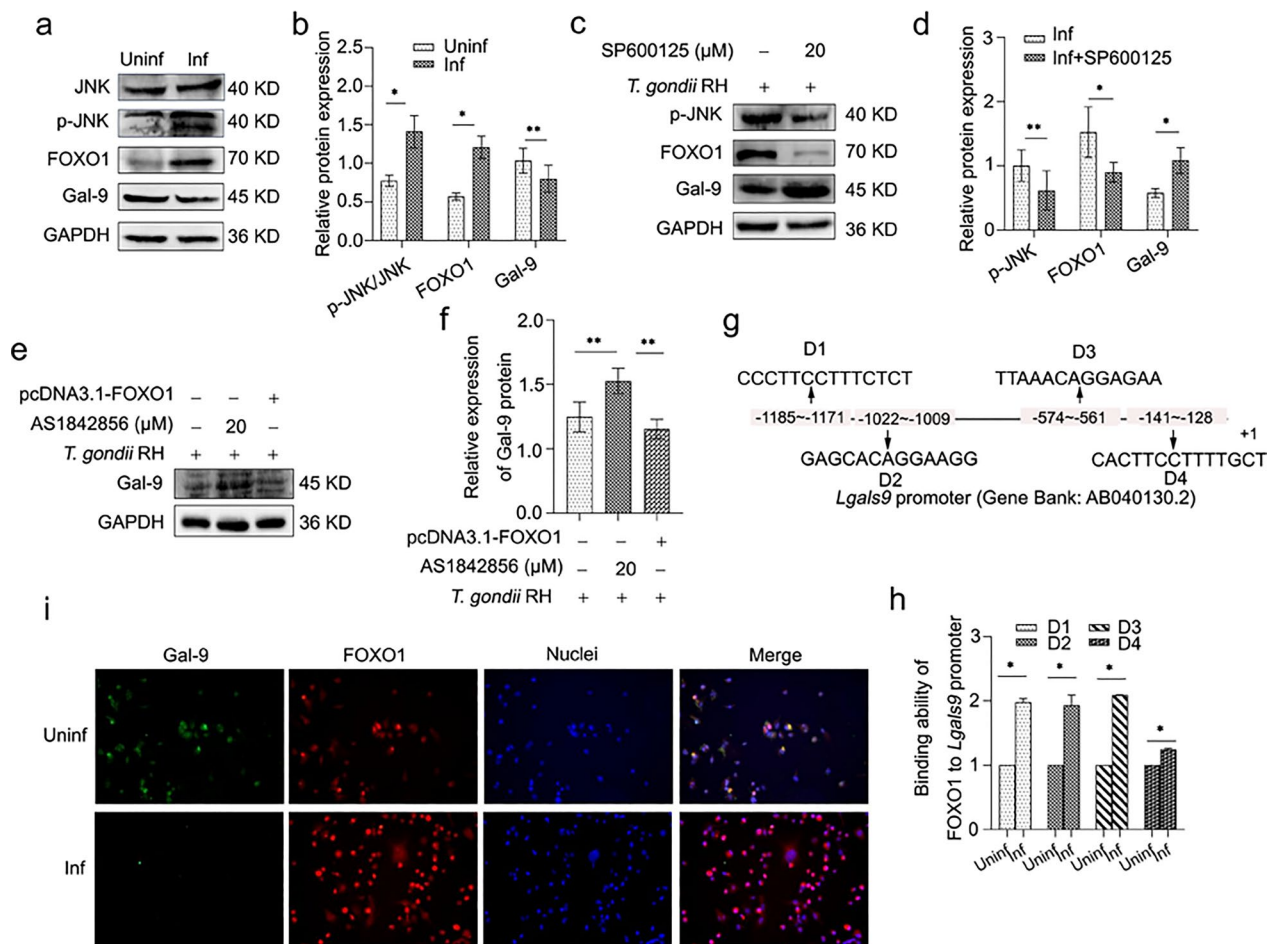 a
Uninf Inf
JNK 40 KD
p-JNK 40 KD
FOXO1 70 KD
Gal-9 45 KD
GAPDH 36 KD
b
Relative protein expression
2.5
2.0
1.5
1.0
0.5
0.0
Uninf
Inf
*
*
**
p-JNK/JNK
FOXO1
Gal-9
c
SP600125 (µM) – 20
T. gondii RH + +
p-JNK 40 KD
FOXO1 70 KD
Gal-9 45 KD
GAPDH 36 KD
d
Relative protein expression
3
2
1
0
Inf
Inf+SP600125
**
*
*
p-JNK
FOXO1
Gal-9
e
pcDNA3.1-FOXO1 – – +
AS1842856 (µM) – 20 –
T. gondii RH + + +
Gal-9 45 KD
GAPDH 36 KD
f
Relative expression
of Gal-9 protein
2.0
1.5
1.0
0.0
** **
pcDNA3.1-FOXO1 – – +
AS1842856 (µM) – 20 –
T. gondii RH + + +
g
D1 D3
CCCTTCCTTTCTCT TTAAACAGGAGAA
-1185~-1171 -1022~-1009 -574~-561 -141~-128
+1
GAGCACAGGAAGG CACTTCCTTTTGCT
D2 D4
Lgals9 promoter (Gene Bank: AB040130.2)
h
Binding ability of
FOXO1 to Lgals9 promoter
3
2
1
0
D1 D3
D2 D4
*
*
*
*
Uninf Inf Uninf Inf Uninf Inf Uninf Inf
i
Gal-9 FOXO1 Nuclei Merge
Uninf
Inf